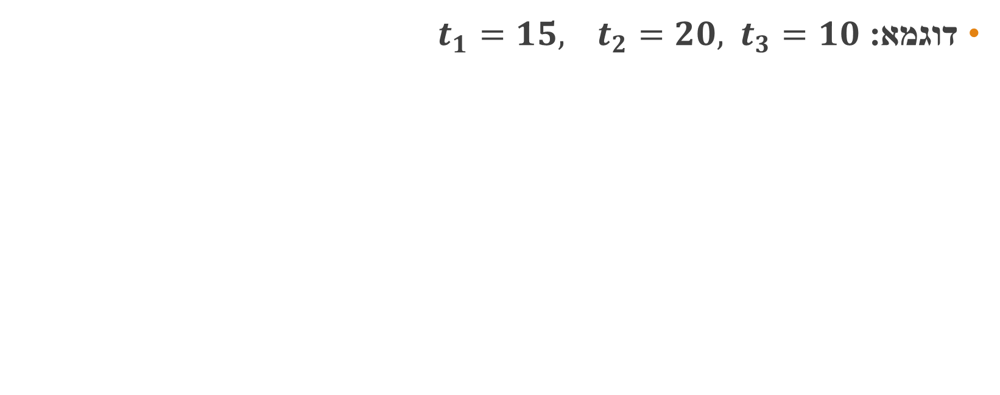 • דוגמא: t₁ = 15, t₂ = 20, t₃ = 10